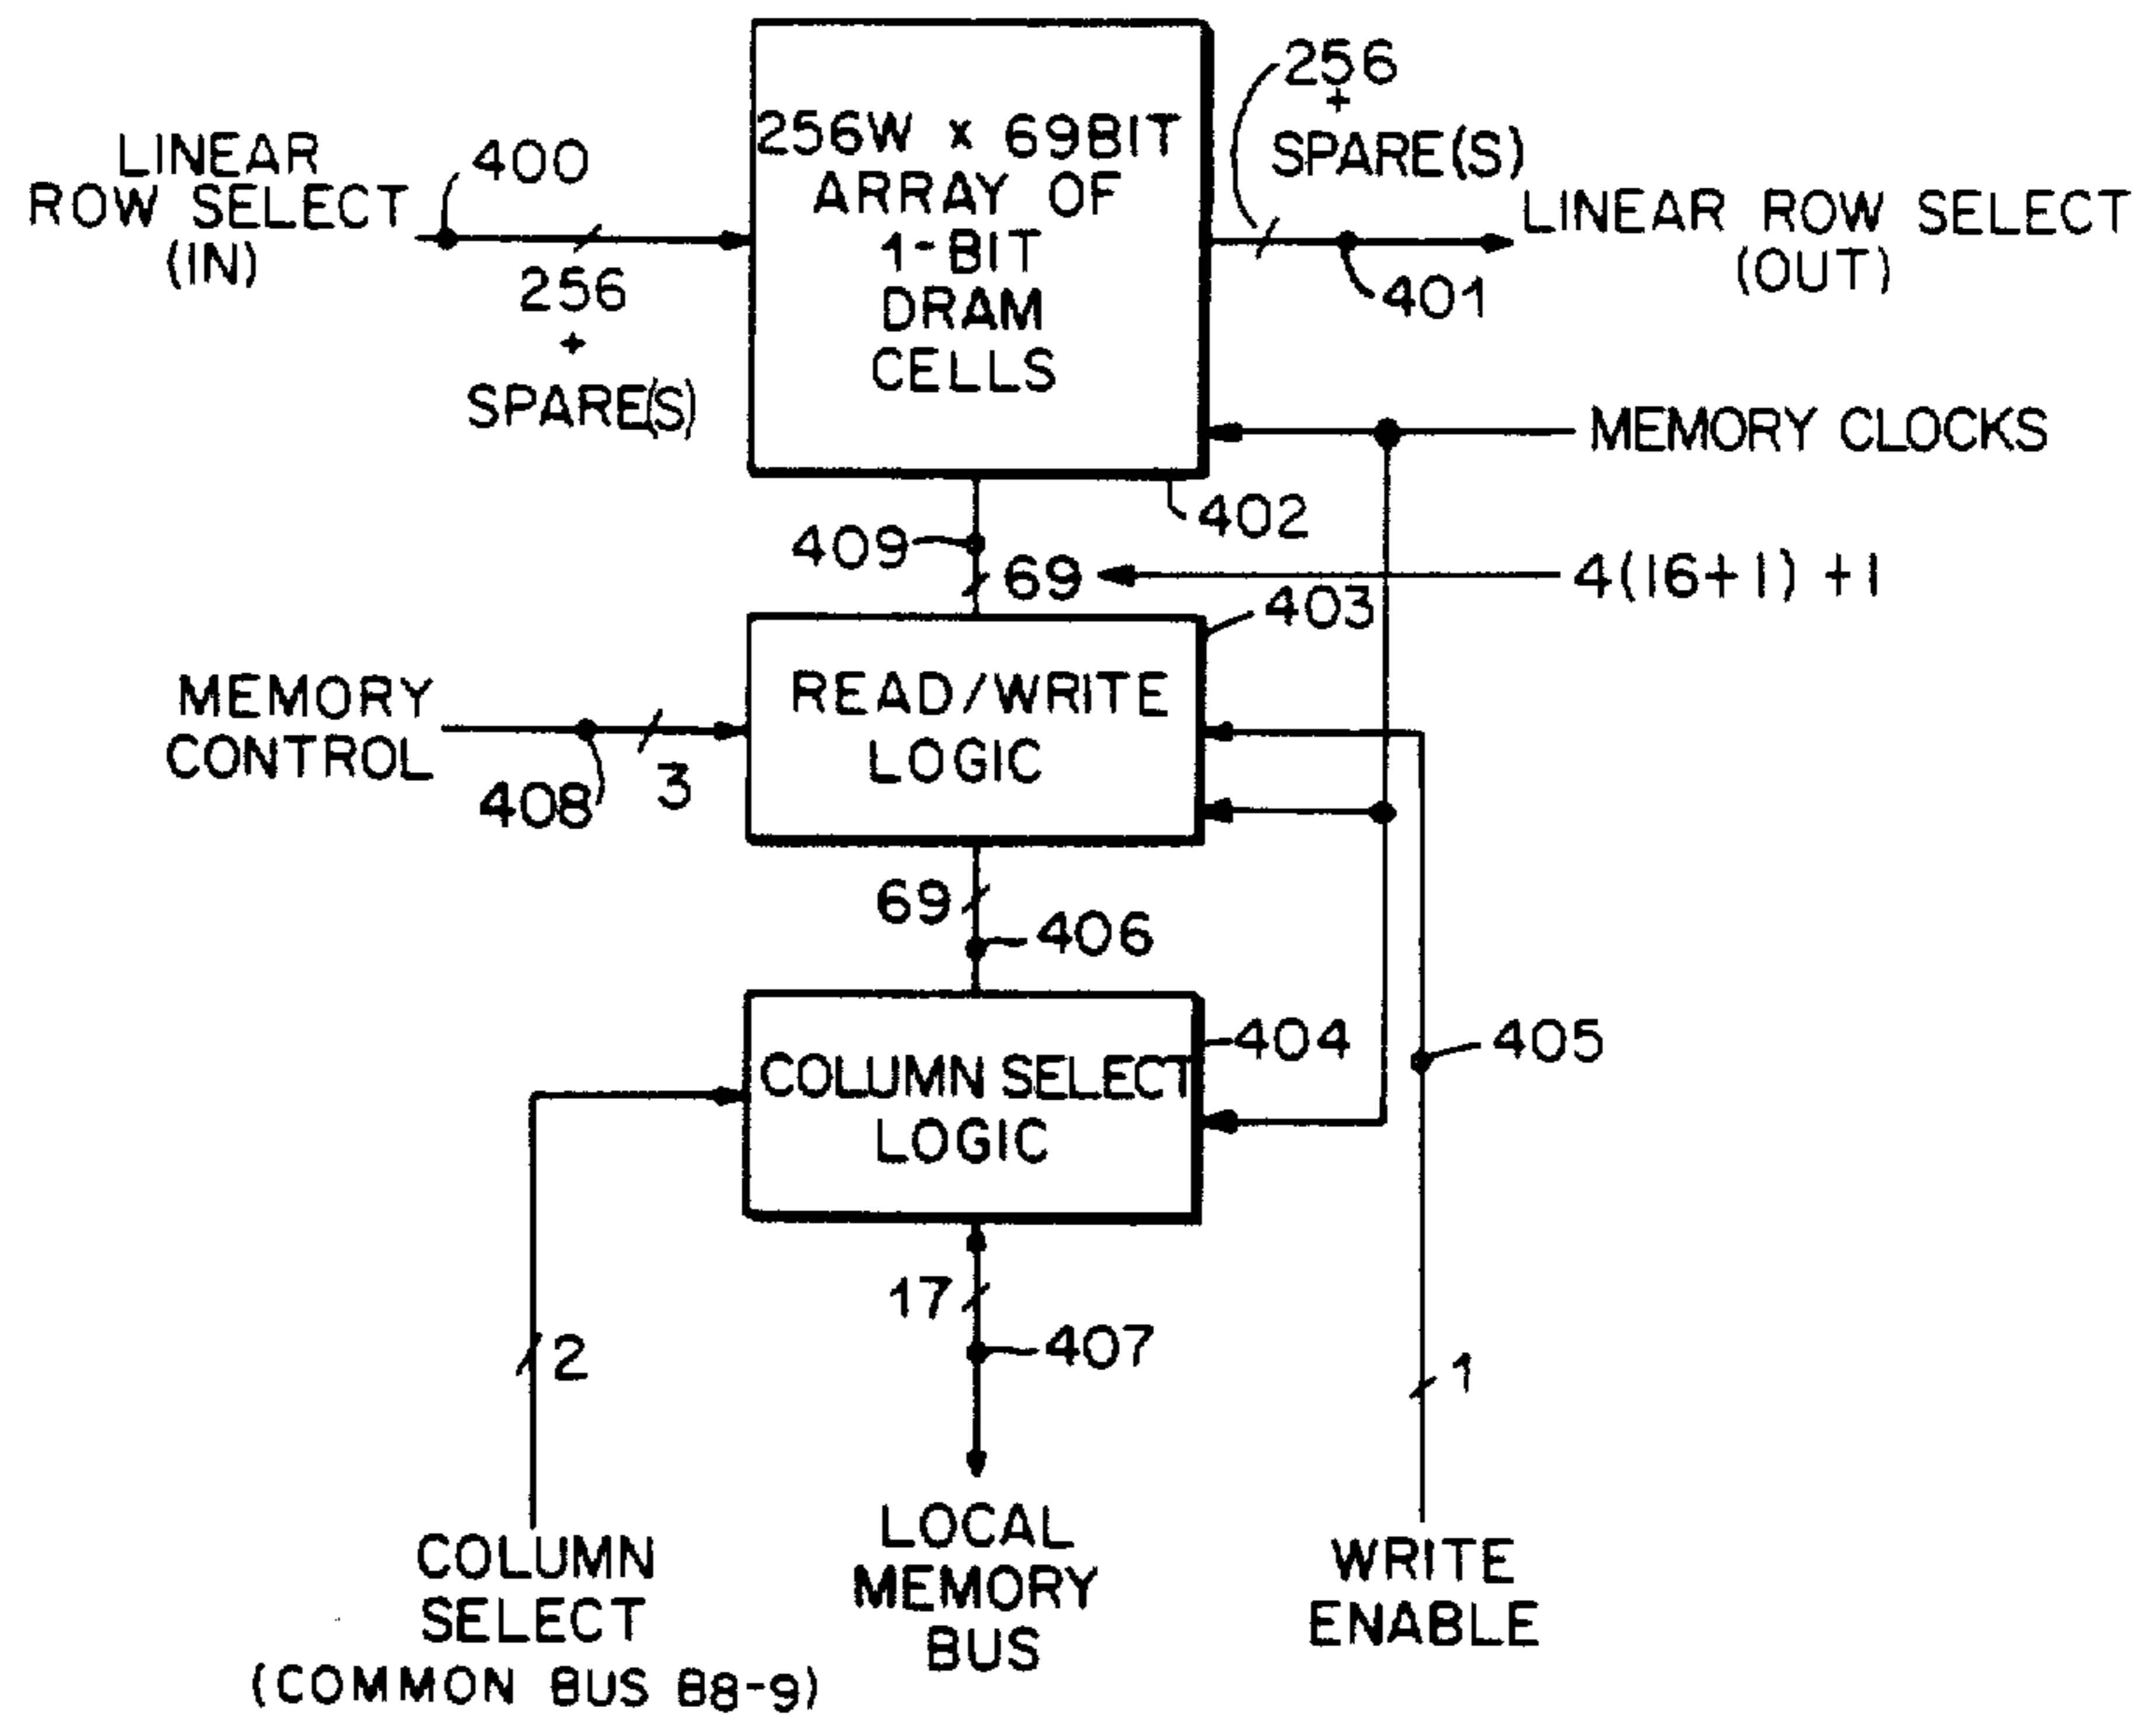 256W x 69BIT
ARRAY OF
1-BIT
DRAM
CELLS
LINEAR
ROW SELECT
(IN)
400
256
+
SPARE(S)
256
+
SPARE(S)
LINEAR ROW SELECT
(OUT)
401
MEMORY CLOCKS
402
409
69
4(16+1) +1
403
READ/WRITE
LOGIC
MEMORY
CONTROL
408
3
69
406
COLUMN SELECT
LOGIC
404
405
17
407
2
1
COLUMN
SELECT
(COMMON BUS B8-9)
LOCAL
MEMORY
BUS
WRITE
ENABLE